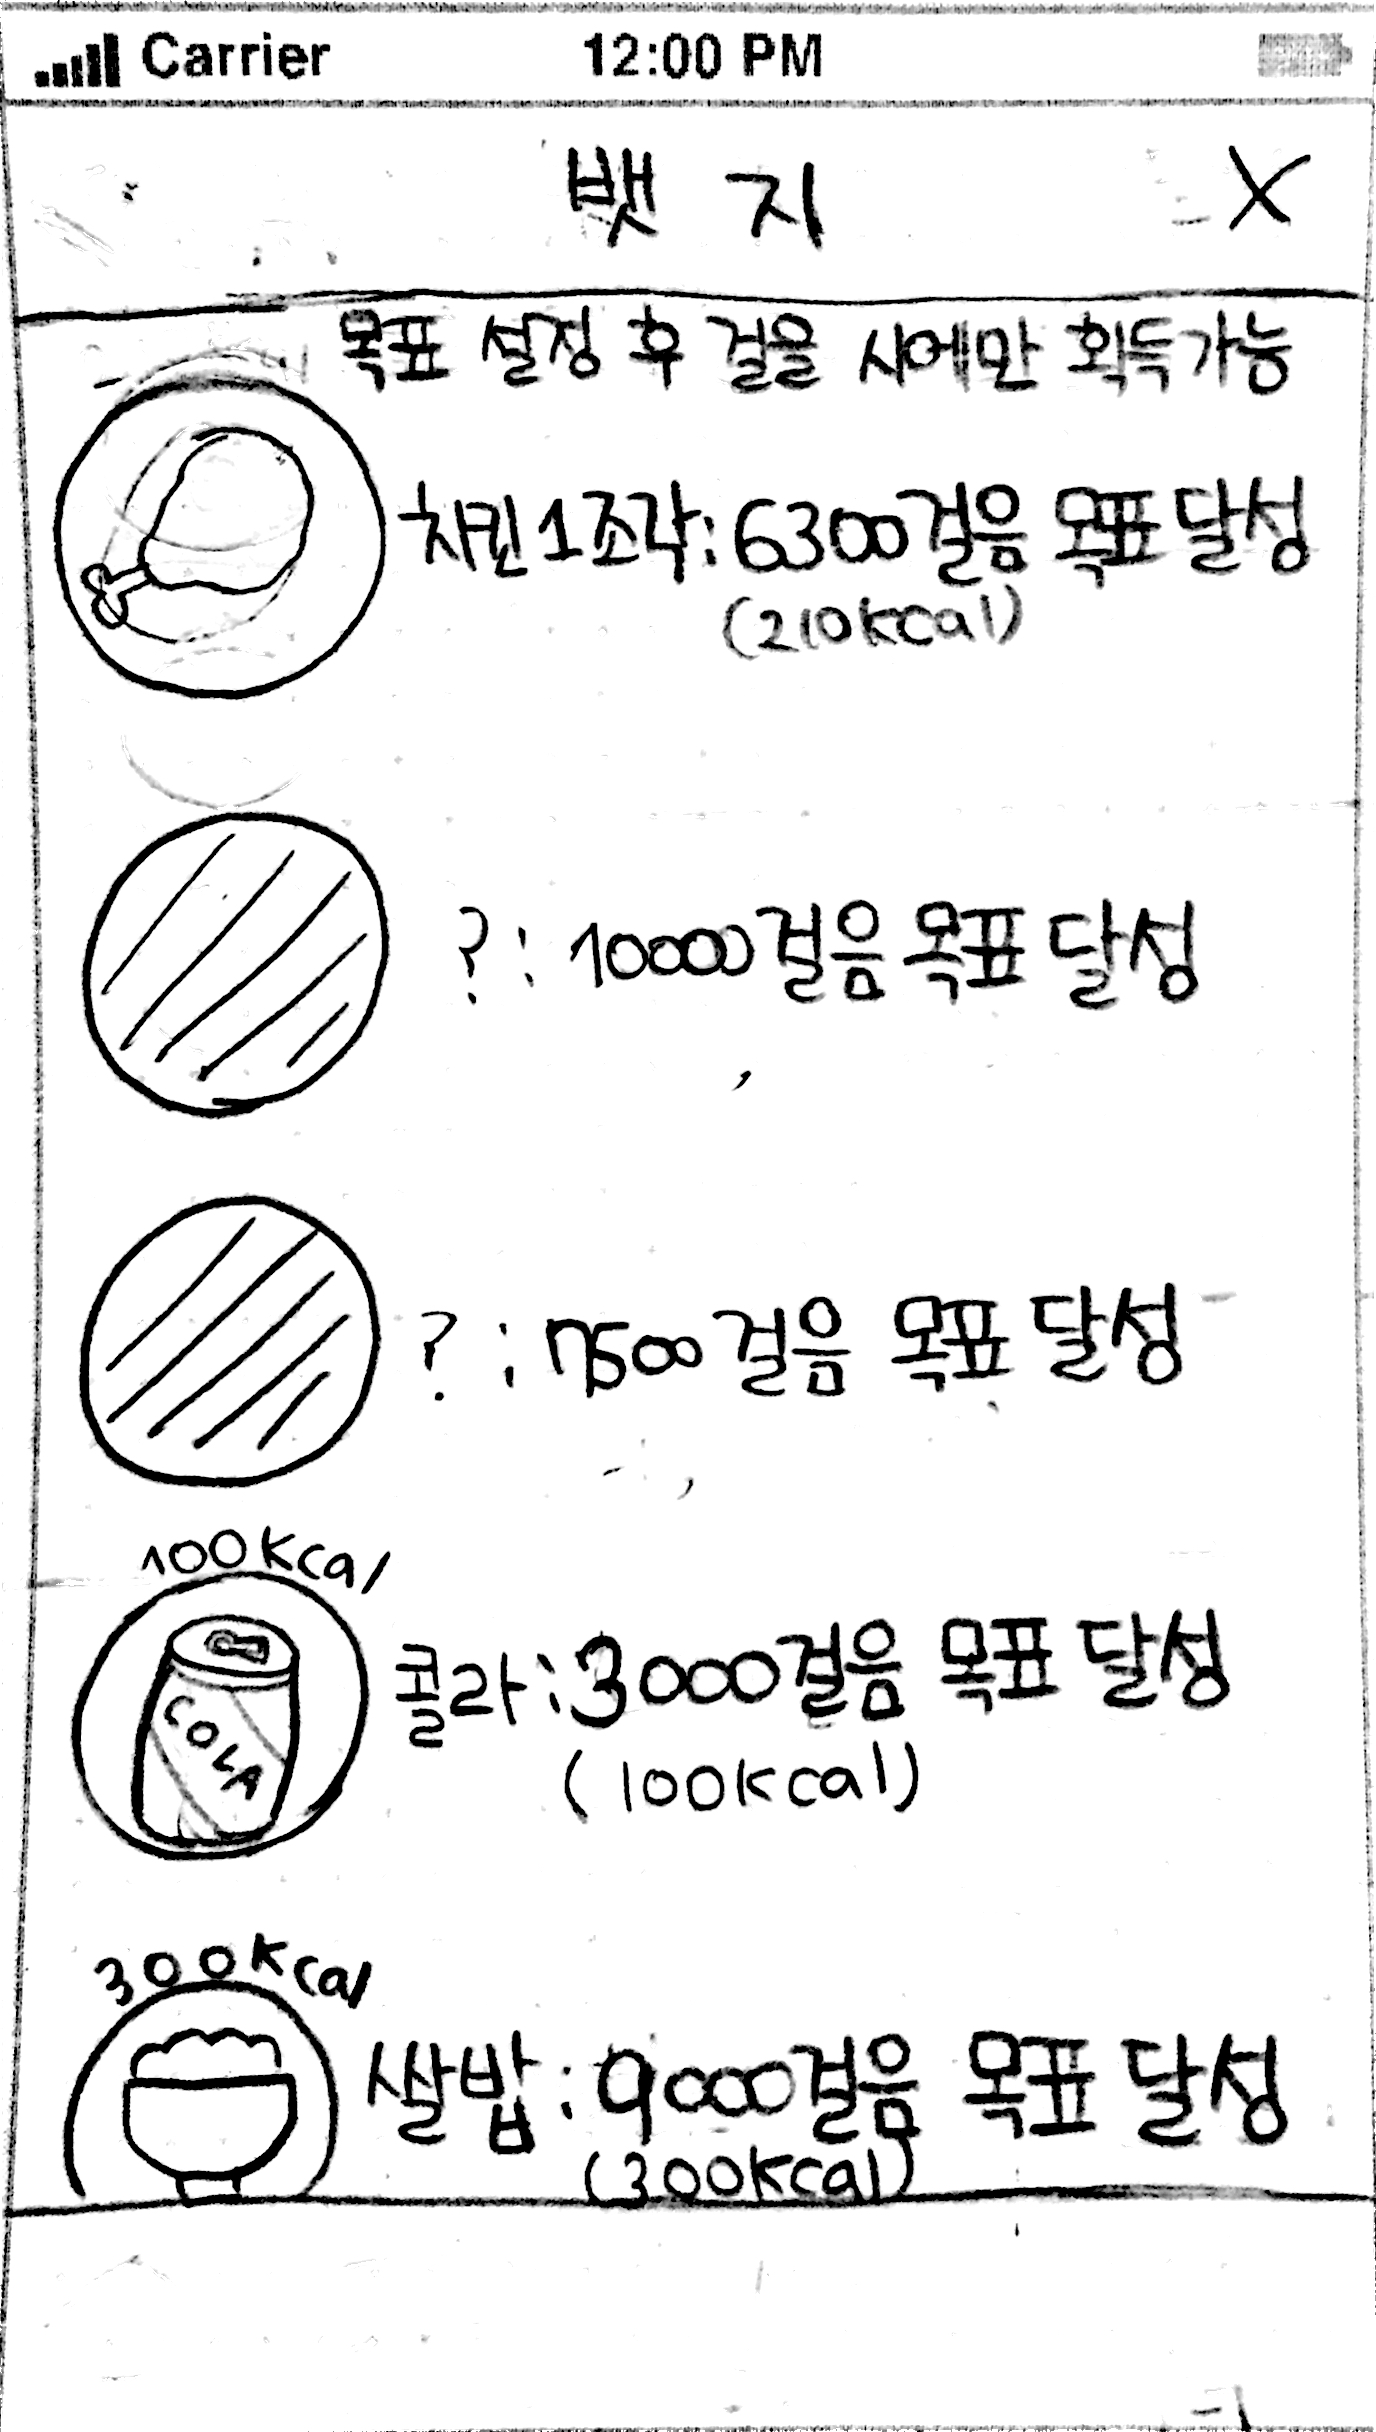 Carrier 12:00 PM
뱃지 X
목표 설정 후 걸을 시에만 획득가능
치킨1조각: 6300걸음 목표 달성
(210kcal)
?: 10000걸음 목표 달성
?: 7500걸음 목표 달성
100Kcal
COLA
콜라: 3000걸음 목표 달성
(100kcal)
300Kcal
쌀밥: 9000걸음 목표 달성
(300kcal)